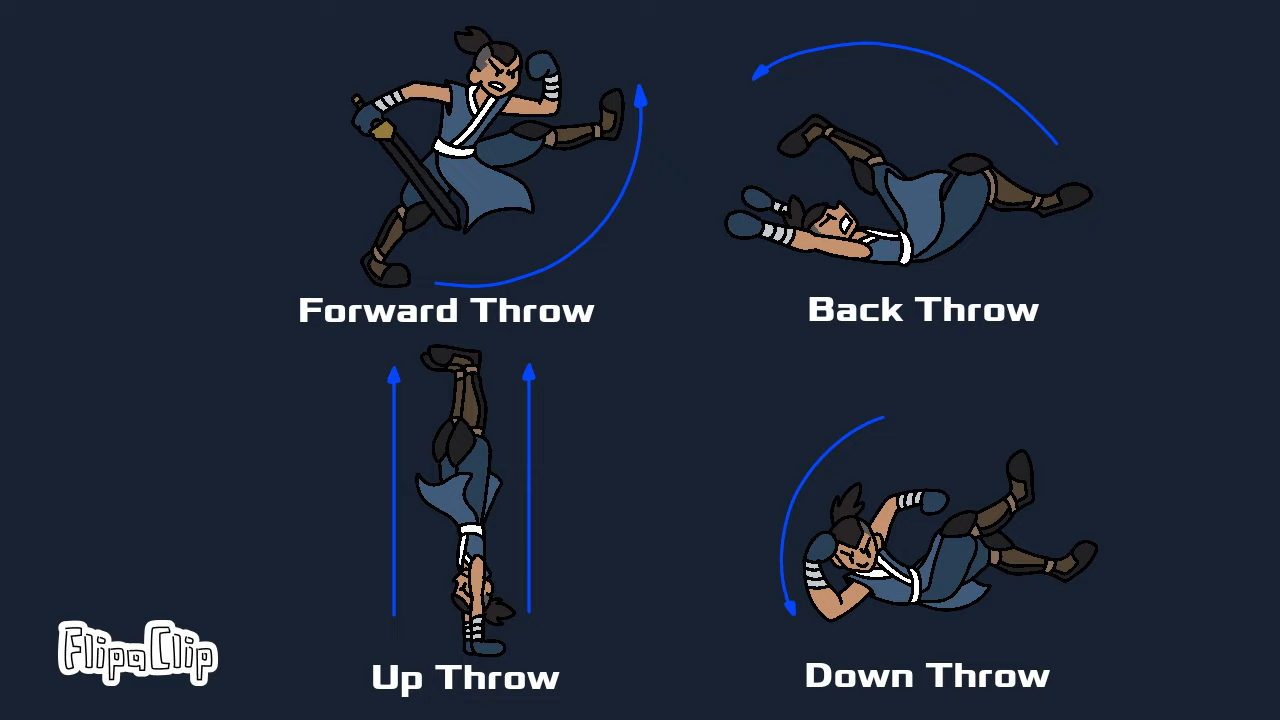 Forward Throw
Back Throw
Up Throw
Down Throw
FlipaClip